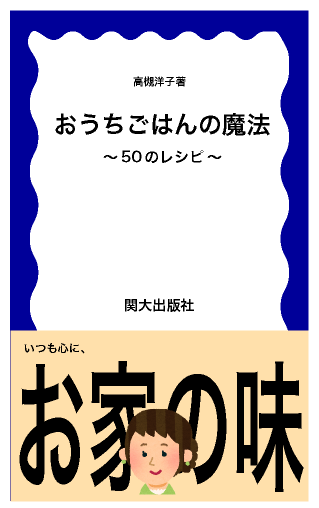 高槻洋子著
おうちごはんの魔法
～50のレシピ～
関大出版社
いつも心に、
お家の味